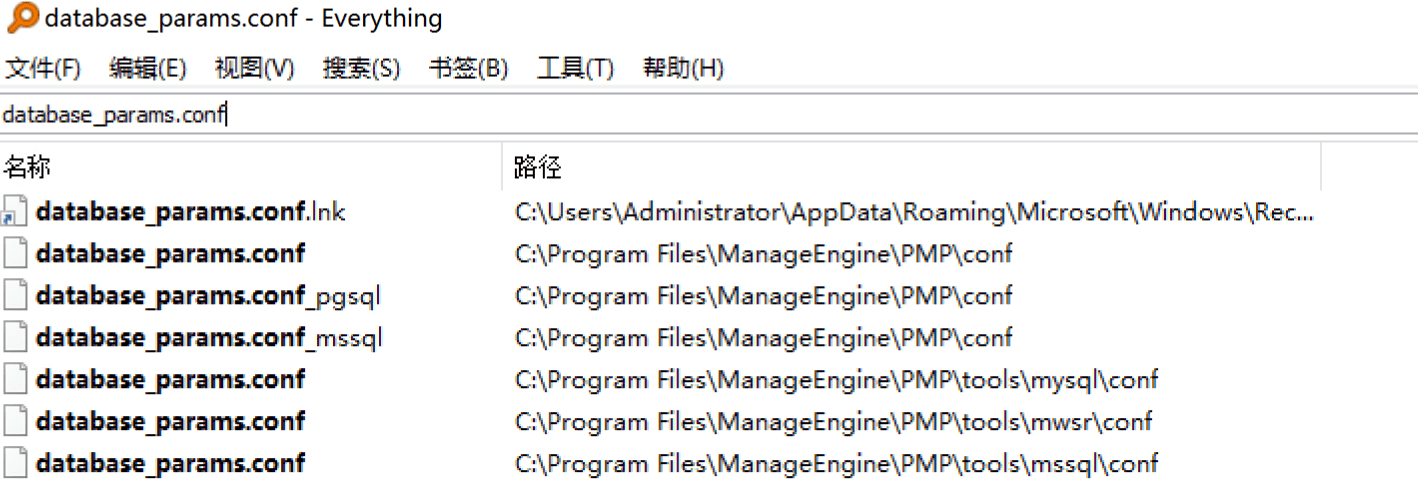 database_params.conf - Everything
文件(F) 编辑(E) 视图(V) 搜索(S) 书签(B) 工具(T) 帮助(H)
database_params.conf
名称 路径
database_params.conf.lnk C:\Users\Administrator\AppData\Roaming\Microsoft\Windows\Rec...
database_params.conf C:\Program Files\ManageEngine\PMP\conf
database_params.conf_pgsql C:\Program Files\ManageEngine\PMP\conf
database_params.conf_mssql C:\Program Files\ManageEngine\PMP\conf
database_params.conf C:\Program Files\ManageEngine\PMP\tools\mysql\conf
database_params.conf C:\Program Files\ManageEngine\PMP\tools\mwsr\conf
database_params.conf C:\Program Files\ManageEngine\PMP\tools\mssql\conf